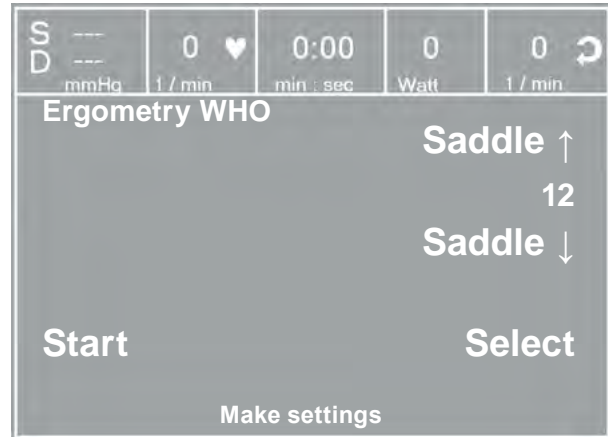 S --- 0 ♥ 0:00 0 0
D --- mmHg 1 / min min : sec Watt 1 / min
Ergometry WHO
Saddle ↑
12
Saddle ↓
Start Select
Make settings